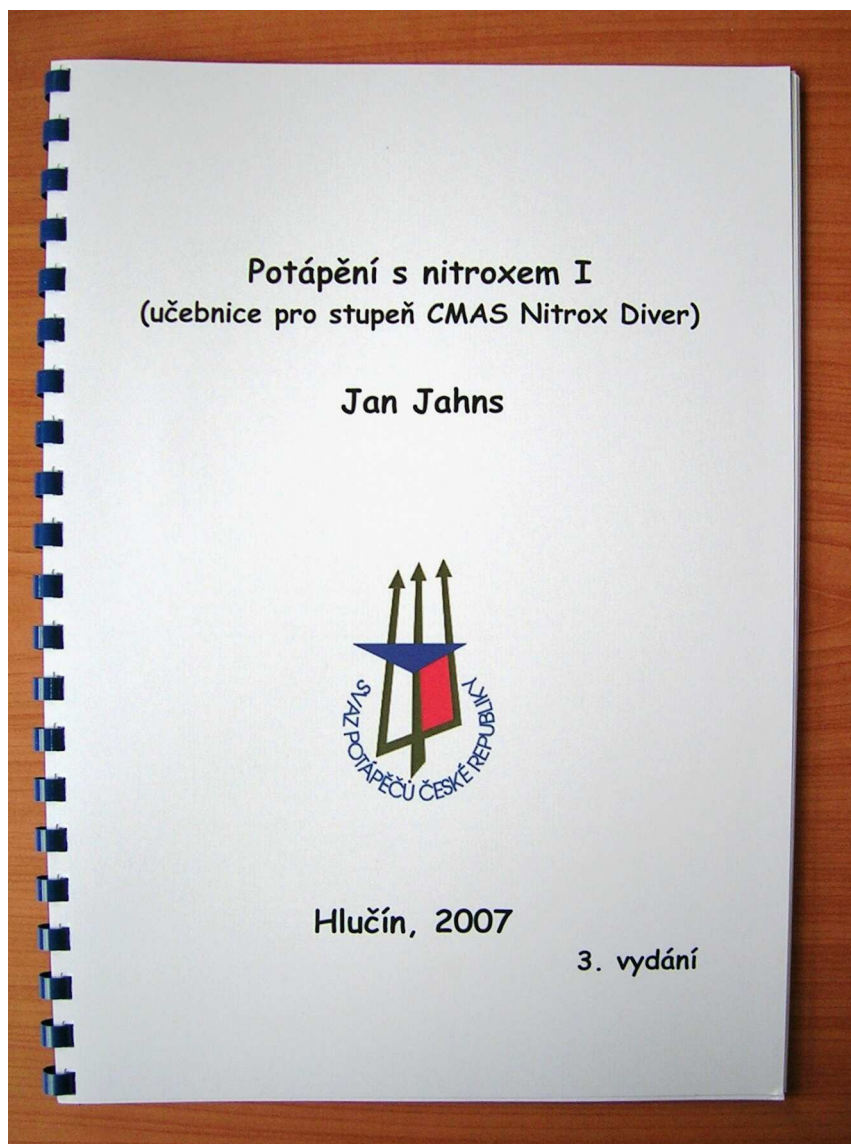 Potápění s nitroxem I
(učebnice pro stupeň CMAS Nitrox Diver)
Jan Jahns
SVAZ POTÁPĚČŮ ČESKÉ REPUBLIKY
Hlučín, 2007
3. vydání